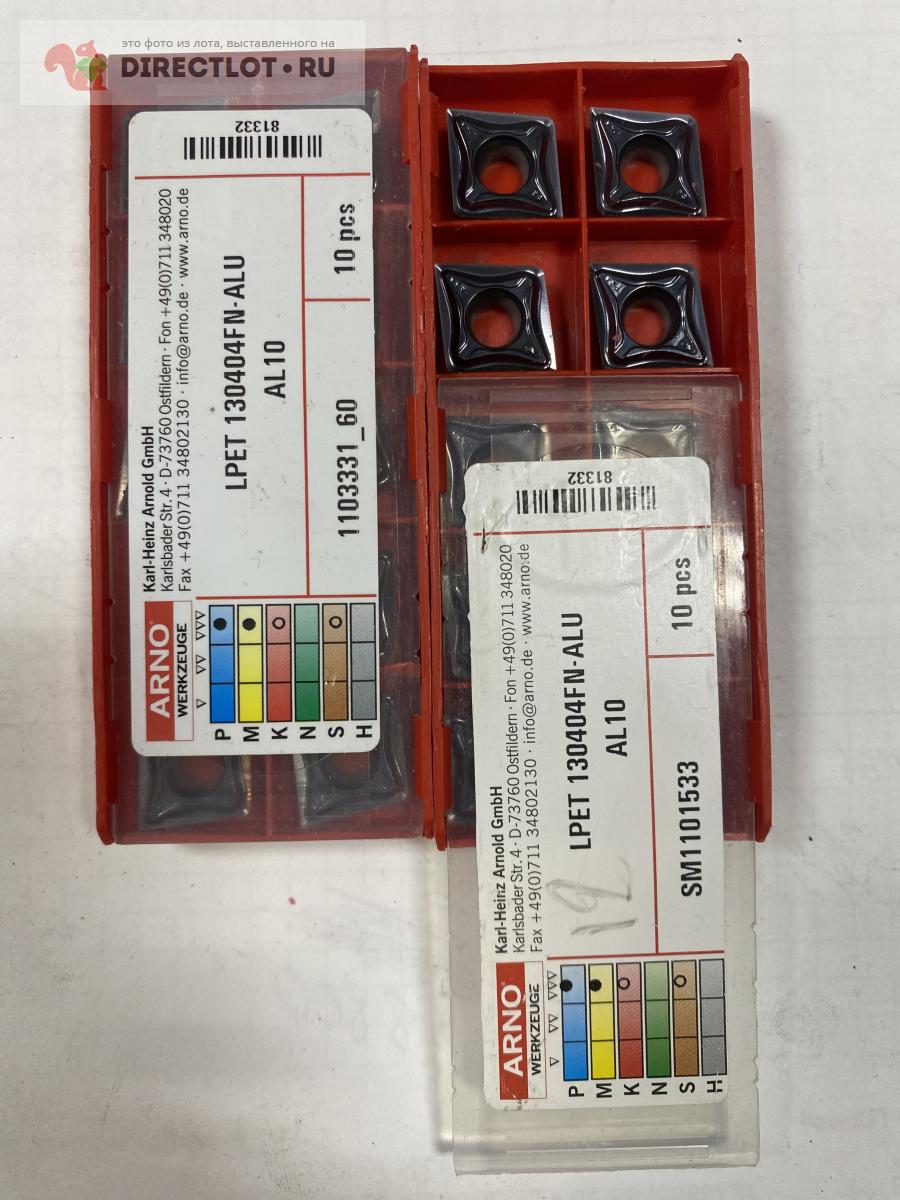 это фото из лота, выставленного на
DIRECTLOT•RU
81332
Karl-Heinz Arnold GmbH
Karlsbader Str. 4 · D-73760 Ostfildern · Fon +49(0)711 348020
Fax +49(0)711 34802130 · info@arno.de · www.arno.de
LPET 130404FN-ALU
AL10
1103331_60
10 pcs
ARNO
WERKZEUGE
P
M
K
N
S
H
81332
Karl-Heinz Arnold GmbH
Karlsbader Str. 4 · D-73760 Ostfildern · Fon +49(0)711 348020
Fax +49(0)711 34802130 · info@arno.de · www.arno.de
LPET 130404FN-ALU
AL10
SM1101533
10 pcs
ARNO
WERKZEUGE
P
M
K
N
S
H